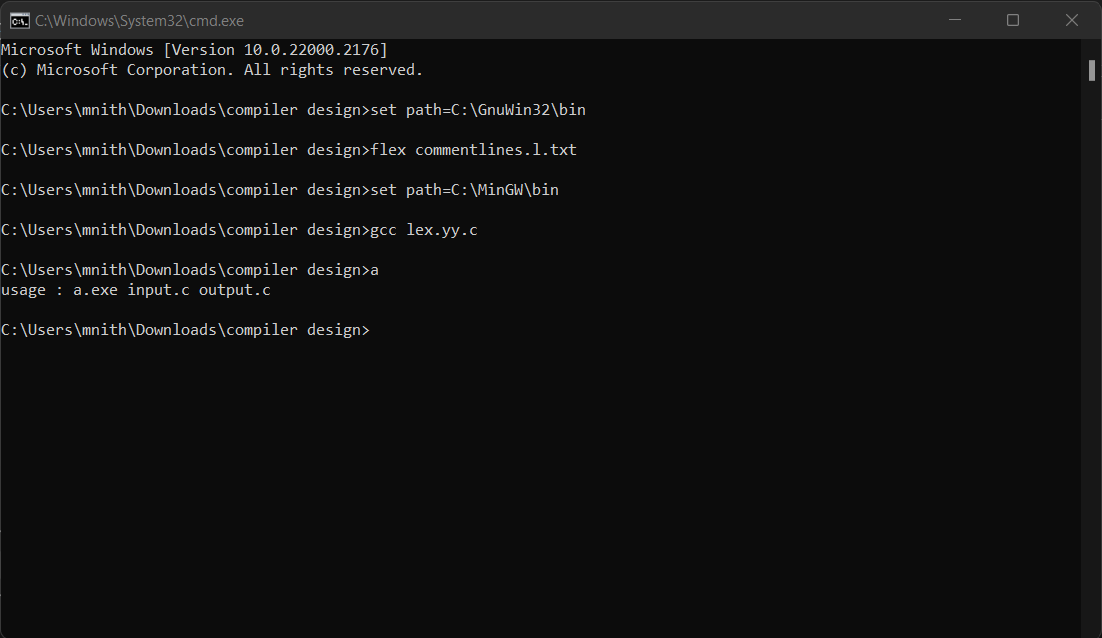 C:\Windows\System32\cmd.exe
Microsoft Windows [Version 10.0.22000.2176]
(c) Microsoft Corporation. All rights reserved.
C:\Users\mnith\Downloads\compiler design>set path=C:\GnuWin32\bin
C:\Users\mnith\Downloads\compiler design>flex commentlines.l.txt
C:\Users\mnith\Downloads\compiler design>set path=C:\MinGW\bin
C:\Users\mnith\Downloads\compiler design>gcc lex.yy.c
C:\Users\mnith\Downloads\compiler design>a
usage : a.exe input.c output.c
C:\Users\mnith\Downloads\compiler design>